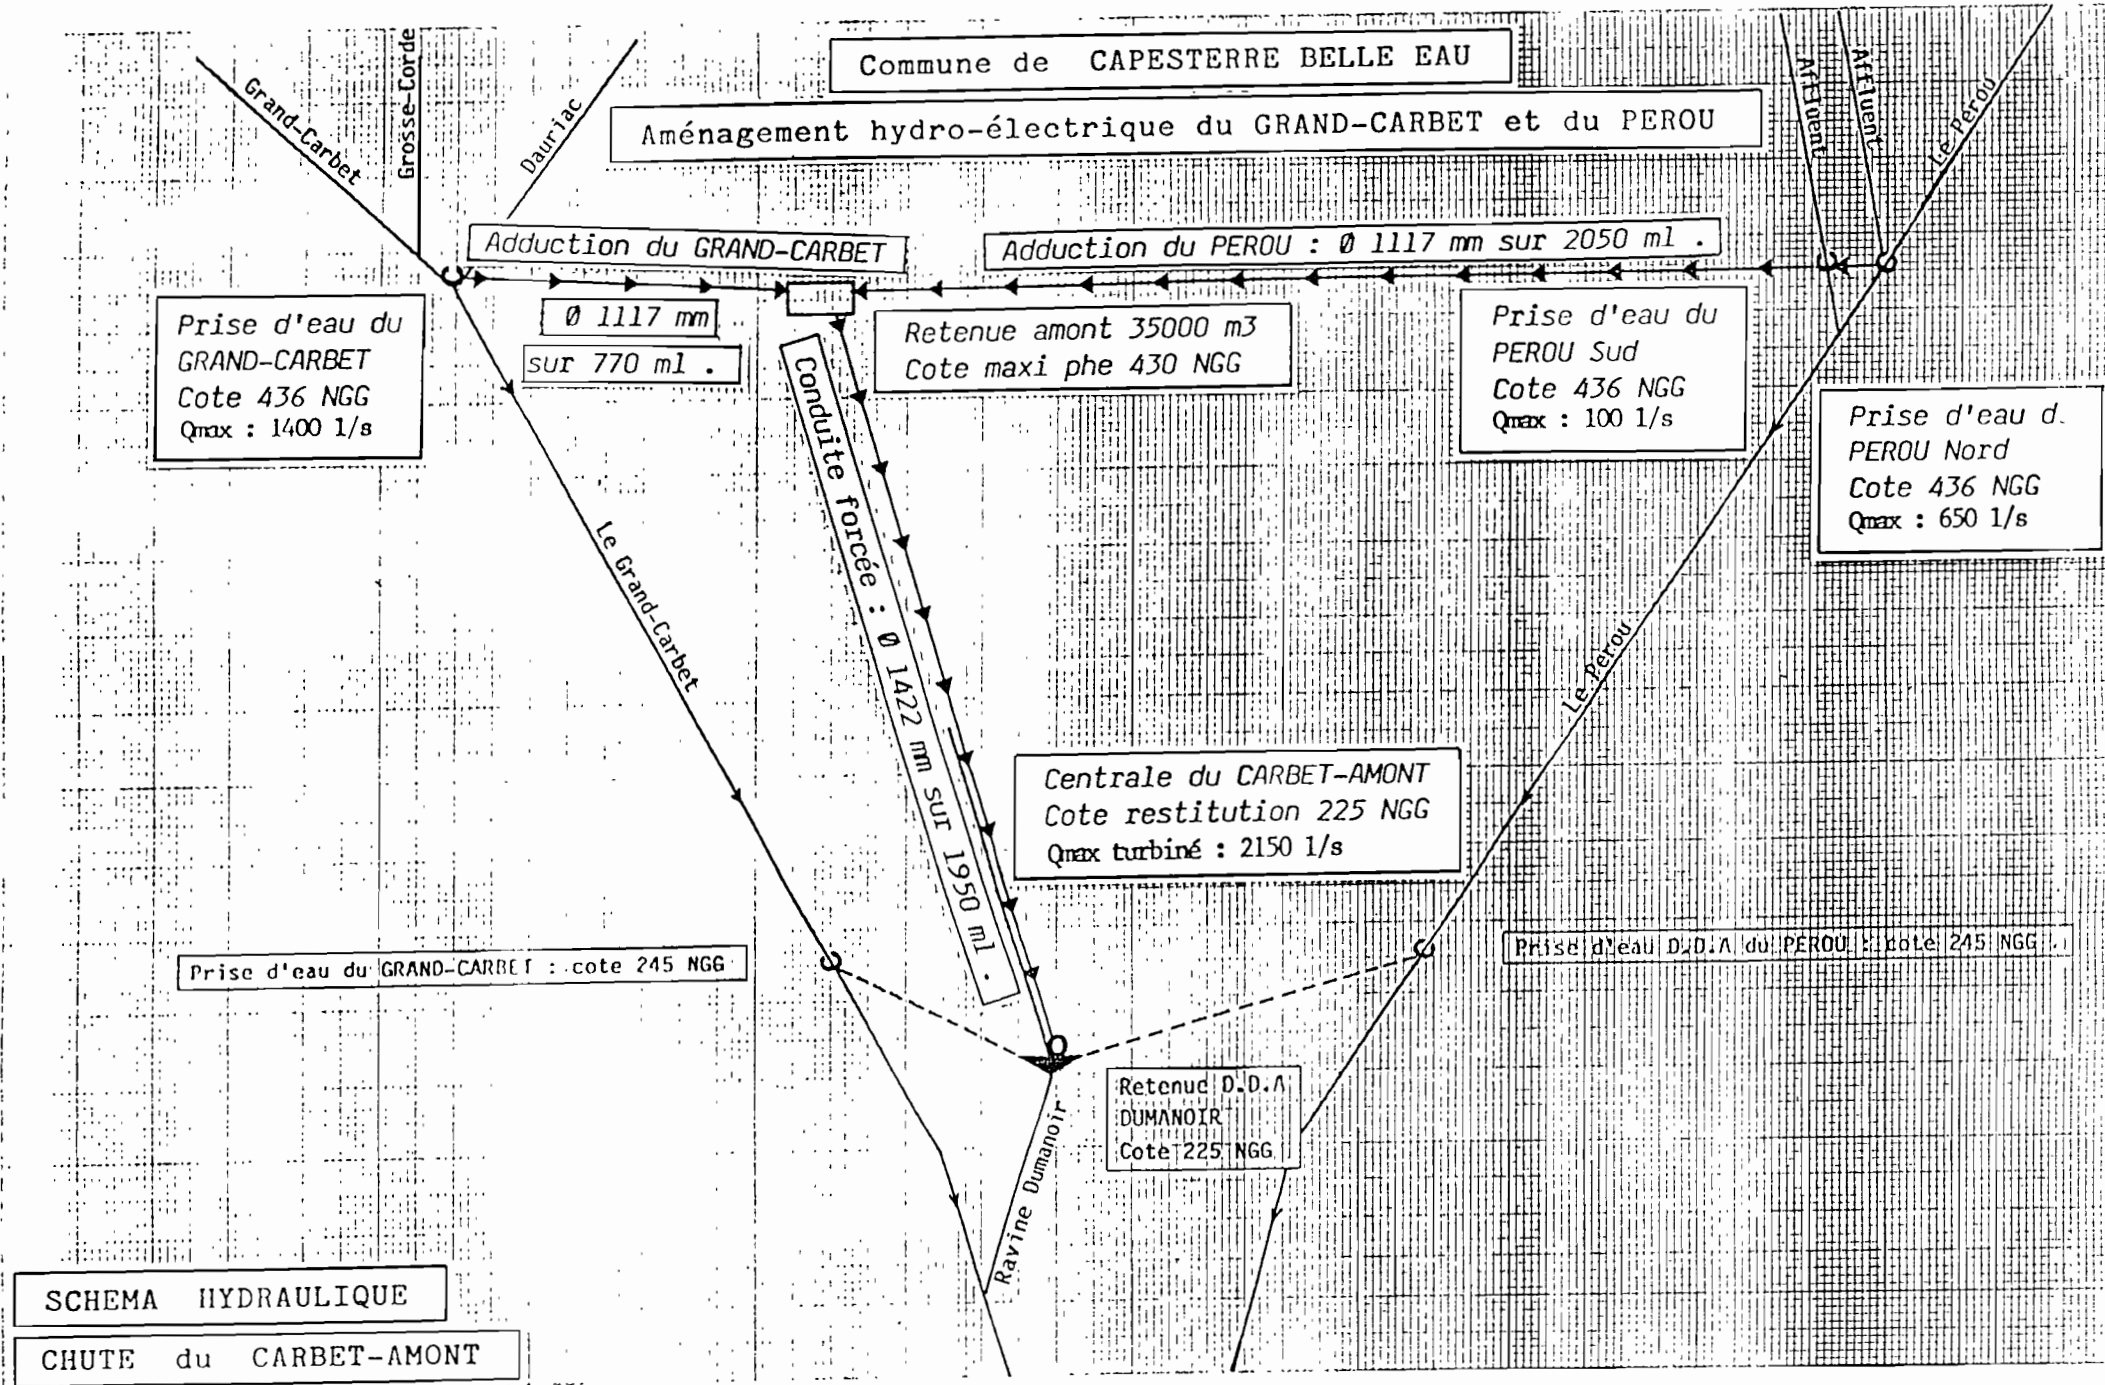 Commune de CAPESTERRE BELLE EAU
Aménagement hydro-électrique du GRAND-CARBET et du PEROU
Grand-Carbet
Grosse-Corde
Dauriac
Affluent
Affluent
Le Perou
Adduction du GRAND-CARBET
Adduction du PEROU : Ø 1117 mm sur 2050 ml .
Ø 1117 mm
sur 770 ml .
Prise d'eau du
GRAND-CARBET
Cote 436 NGG
Qmax : 1400 l/s
Retenue amont 35000 m3
Cote maxi phe 430 NGG
Prise d'eau du
PEROU Sud
Cote 436 NGG
Qmax : 100 l/s
Prise d'eau d
PEROU Nord
Cote 436 NGG
Qmax : 650 l/s
Conduite forcée : Ø 1422 mm sur 1950 ml .
Le Grand-Carbet
Le Perou
Centrale du CARBET-AMONT
Cote restitution 225 NGG
Qmax turbiné : 2150 l/s
Prise d'eau du GRAND-CARBET : cote 245 NGG
Prise d'eau D.D.A du PEROU : cote 245 NGG .
Retenue D.D.A
DUMANOIR
Cote 225 NGG
Ravine Dumanoir
SCHEMA HYDRAULIQUE
CHUTE du CARBET-AMONT